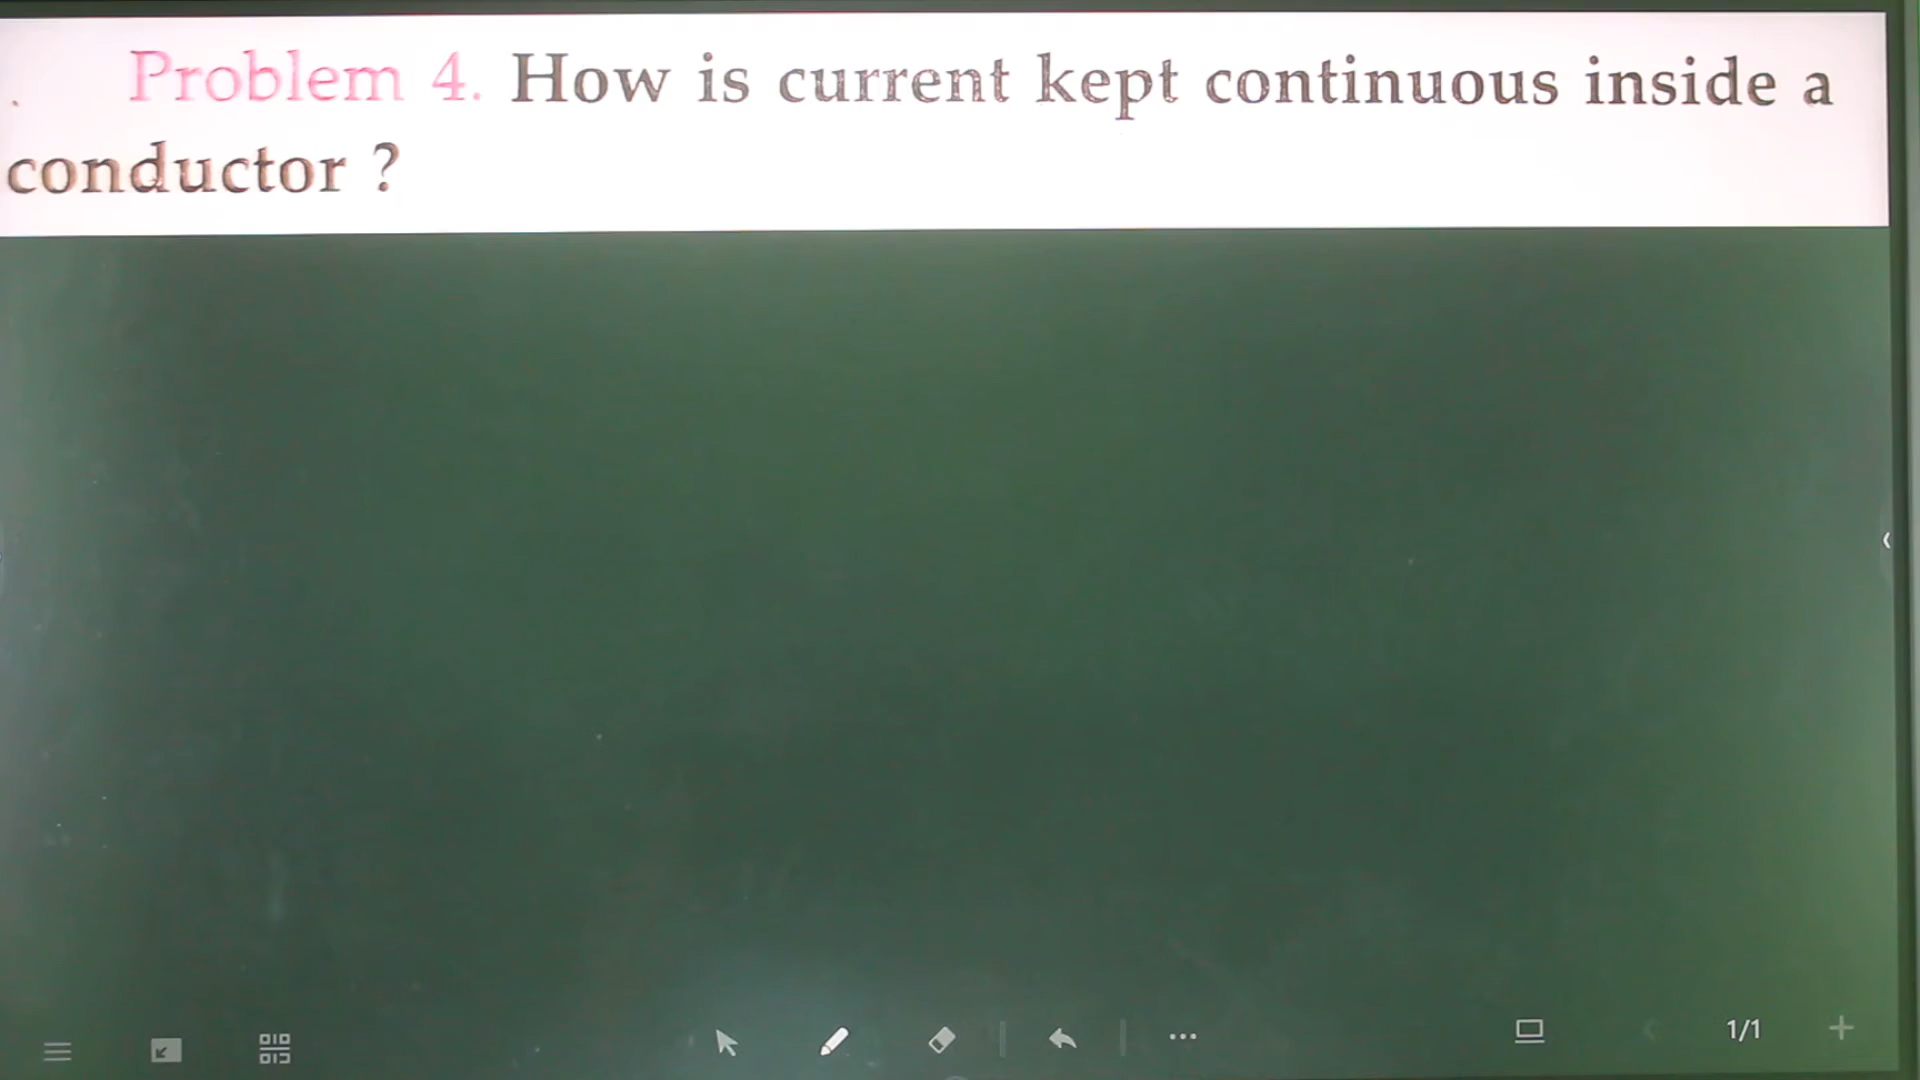 Problem 4. How is current kept continuous inside a
conductor ?
1/1